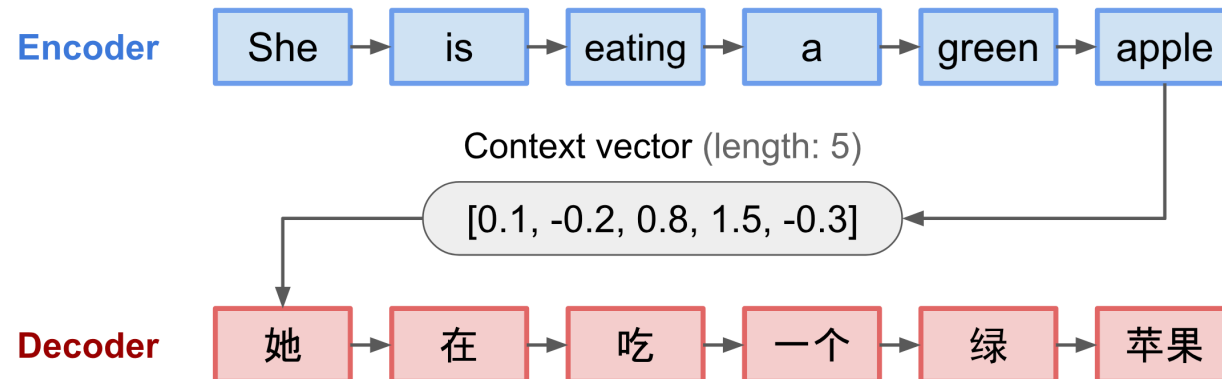 Encoder She is eating a green apple
Context vector (length: 5)
[0.1, -0.2, 0.8, 1.5, -0.3]
Decoder 她 在 吃 一个 绿 苹果